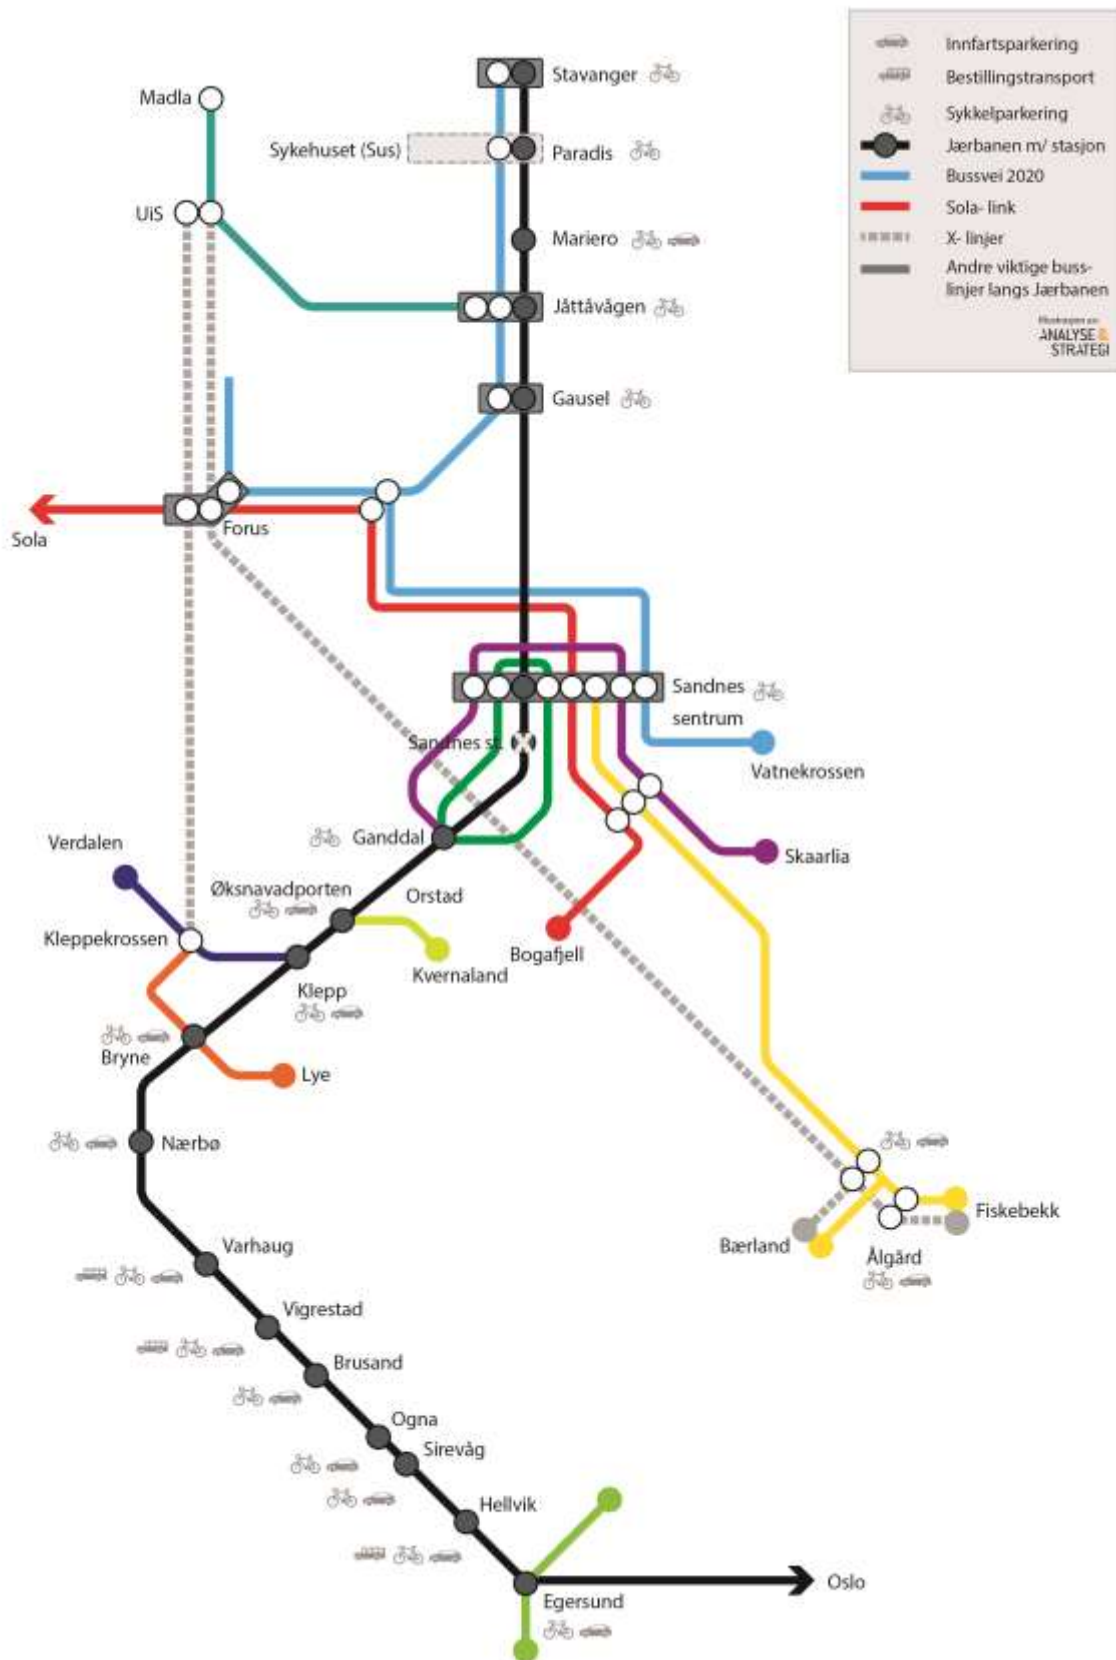 Stavanger
Madla
Sykehuset (Sus)
Paradis
UiS
Mariero
Jåttåvågen
Gausel
Forus
Sola
Sandnes
sentrum
Sandnes st.
Vatnekrossen
Ganddal
Skaarlia
Verdalen
Øksnavadporten
Orstad
Kleppekrossen
Bogafjell
Kvernaland
Klepp
Bryne
Lye
Nærbø
Fiskebekk
Bærland
Ålgård
Varhaug
Vigrestad
Brusand
Ogna
Sirevåg
Hellvik
Oslo
Egersund
Innfartsparkering
Bestillingstransport
Sykkelparkering
Jærbanen m/ stasjon
Bussvei 2020
Sola- link
X- linjer
Andre viktige buss-
linjer langs Jærbanen
ANALYSE &
STRATEGI